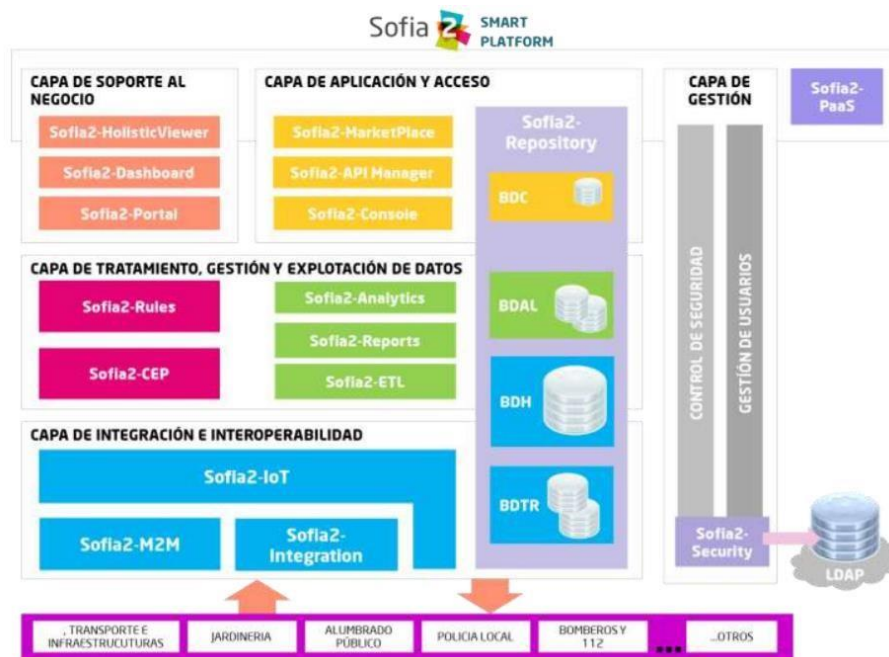 Sofia 2 SMART
PLATFORM
CAPA DE SOPORTE AL
NEGOCIO
Sofia2-HolisticViewer
Sofia2-Dashboard
Sofia2-Portal
CAPA DE APLICACIÓN Y ACCESO
Sofia2-MarketPlace
Sofia2-API Manager
Sofia2-Console
Sofia2-
Repository
BDC
BDAL
BDH
BDTR
CAPA DE
GESTIÓN
CONTROL DE SEGURIDAD
GESTÍÓN DE USUARIOS
Sofia2-
Security
Sofia2-
PaaS
LDAP
CAPA DE TRATAMIENTO, GESTIÓN Y EXPLOTACIÓN DE DATOS
Sofia2-Rules
Sofia2-CEP
Sofia2-Analytics
Sofia2-Reports
Sofia2-ETL
CAPA DE INTEGRACIÓN E INTEROPERABILIDAD
Sofia2-IoT
Sofia2-M2M
Sofia2-
Integration
, TRANSPORTE E
INFRAESTRUCUTURAS
JARDINERIA
ALUMBRADO
PÚBLICO
POLICIA LOCAL
BOMBEROS Y
112
...
...OTROS